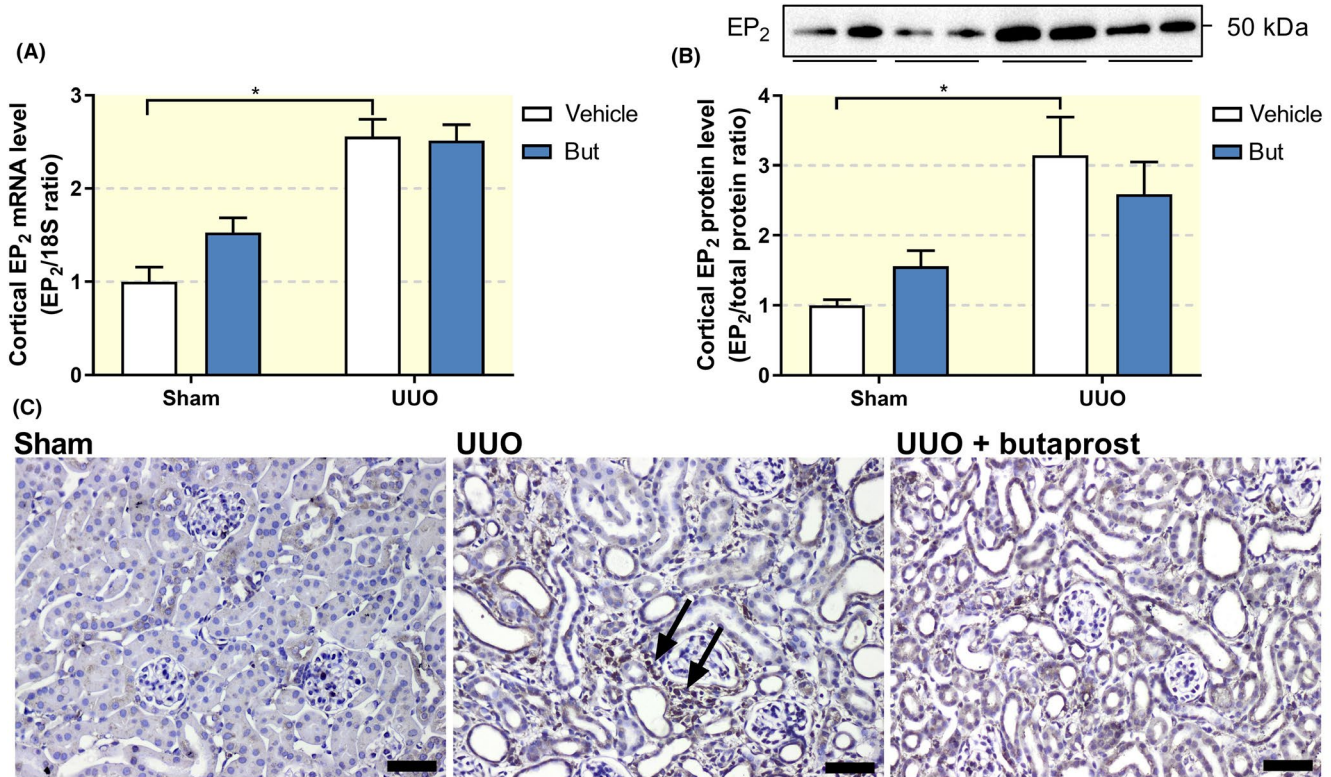 (A)
Cortical EP₂ mRNA level
(EP₂/18S ratio)
3
2
1
0
*
Sham
UUO
Vehicle
But
EP₂
50 kDa
(B)
Cortical EP₂ protein level
(EP₂/total protein ratio)
4
3
2
1
0
*
Sham
UUO
Vehicle
But
(C)
Sham
UUO
UUO + butaprost